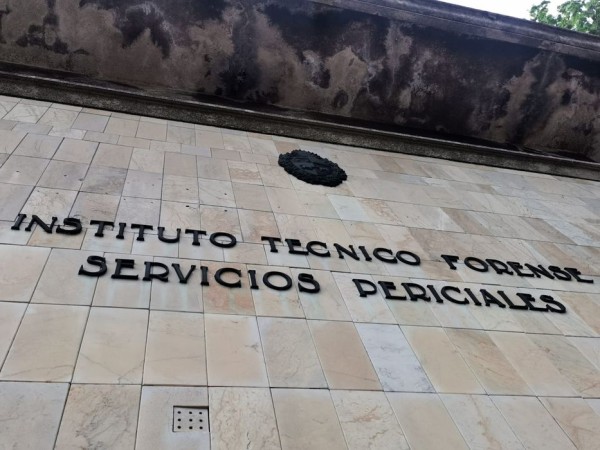 INSTITUTO TECNICO FORENSE
SERVICIOS PERICIALES